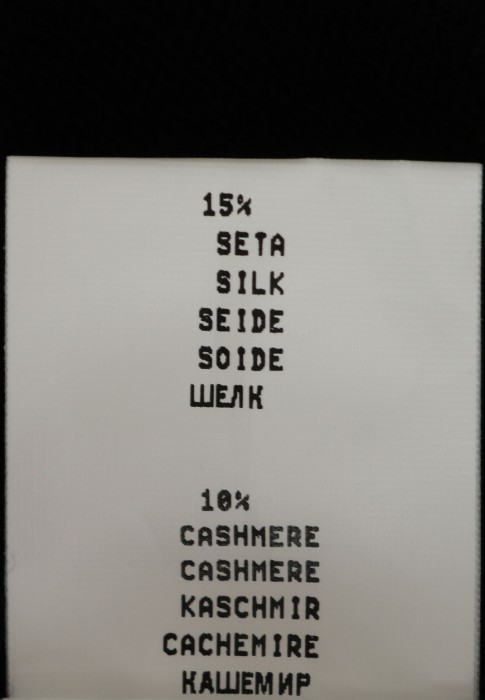 15%
SETA
SILK
SEIDE
SOIDE
ШЕЛК
10%
CASHMERE
CASHMERE
KASCHMIR
CACHEMIRE
КАШЕМИР